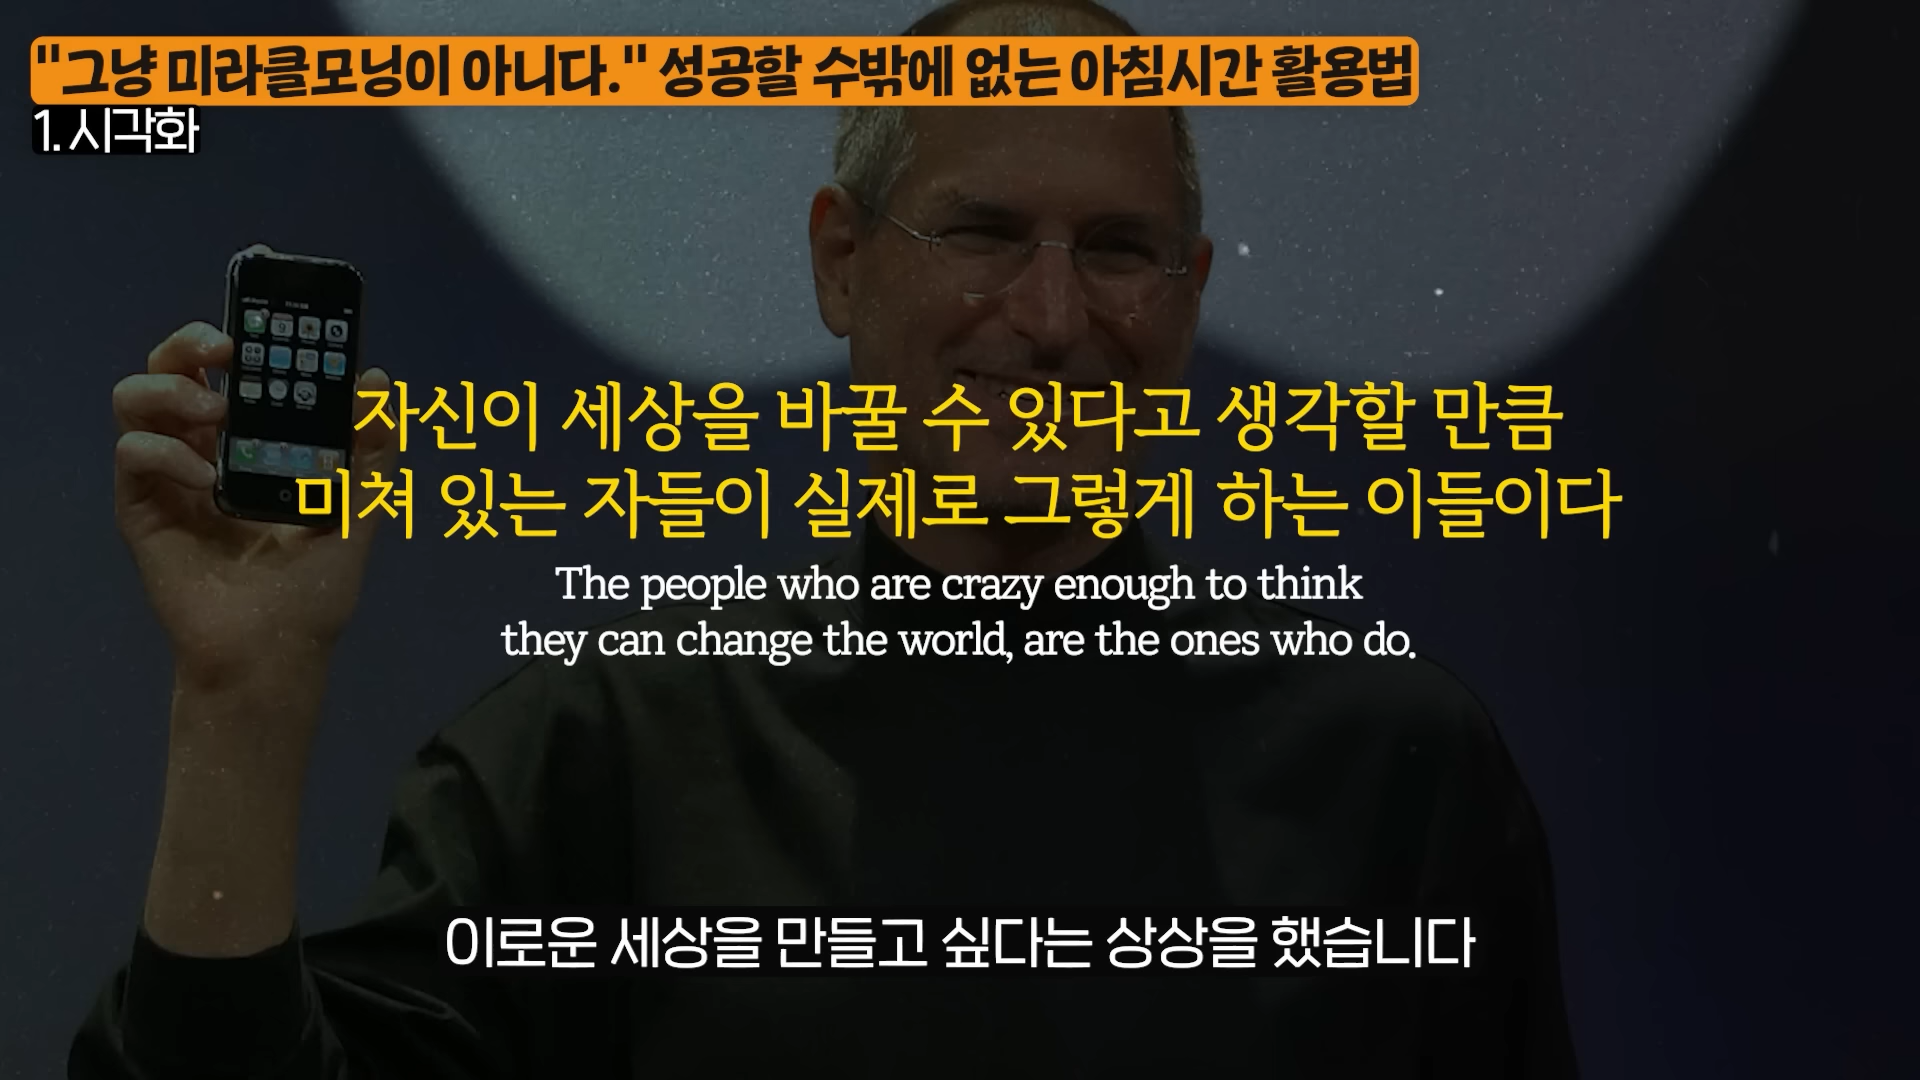 "그냥 미라클모닝이 아니다." 성공할 수밖에 없는 아침시간 활용법
1. 시각화
자신이 세상을 바꿀 수 있다고 생각할 만큼
미쳐 있는 자들이 실제로 그렇게 하는 이들이다
The people who are crazy enough to think
they can change the world, are the ones who do.
이로운 세상을 만들고 싶다는 상상을 했습니다